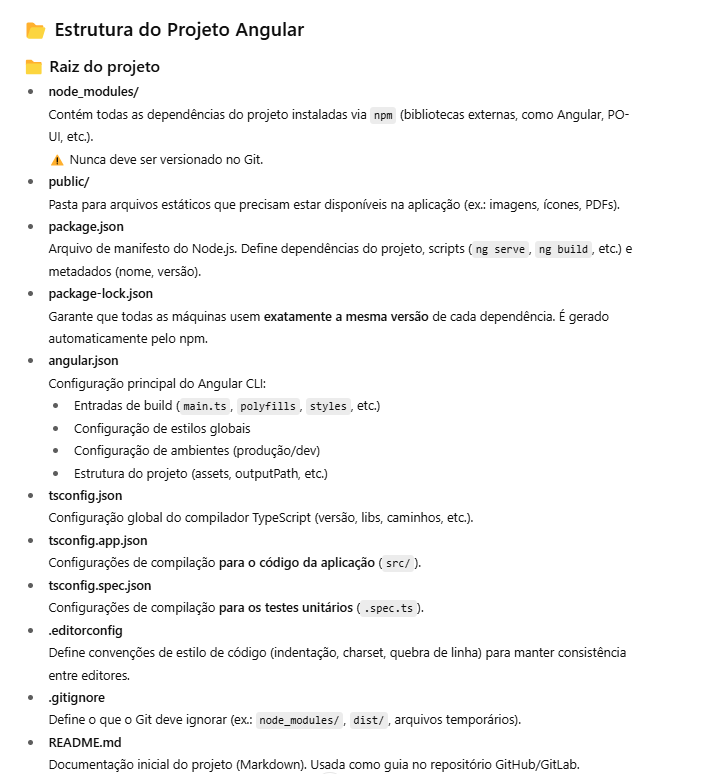 📂 Estrutura do Projeto Angular
📁 Raiz do projeto
• node_modules/
Contém todas as dependências do projeto instaladas via npm (bibliotecas externas, como Angular, PO-
UI, etc.).
⚠️ Nunca deve ser versionado no Git.
• public/
Pasta para arquivos estáticos que precisam estar disponíveis na aplicação (ex.: imagens, ícones, PDFs).
• package.json
Arquivo de manifesto do Node.js. Define dependências do projeto, scripts (ng serve, ng build, etc.) e
metadados (nome, versão).
• package-lock.json
Garante que todas as máquinas usem exatamente a mesma versão de cada dependência. É gerado
automaticamente pelo npm.
• angular.json
Configuração principal do Angular CLI:
• Entradas de build (main.ts, polyfills, styles, etc.)
• Configuração de estilos globais
• Configuração de ambientes (produção/dev)
• Estrutura do projeto (assets, outputPath, etc.)
• tsconfig.json
Configuração global do compilador TypeScript (versão, libs, caminhos, etc.).
• tsconfig.app.json
Configurações de compilação para o código da aplicação (src/).
• tsconfig.spec.json
Configurações de compilação para os testes unitários (.spec.ts).
• .editorconfig
Define convenções de estilo de código (indentação, charset, quebra de linha) para manter consistência
entre editores.
• .gitignore
Define o que o Git deve ignorar (ex.: node_modules/, dist/, arquivos temporários).
• README.md
Documentação inicial do projeto (Markdown). Usada como guia no repositório GitHub/GitLab.